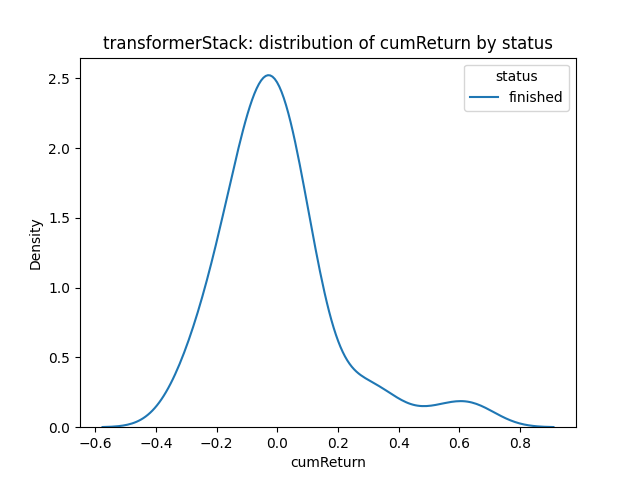 transformerStack: distribution of cumReturn by status
status
finished
Density
2.5
2.0
1.5
1.0
0.5
0.0
−0.6 −0.4 −0.2 0.0 0.2 0.4 0.6 0.8
cumReturn